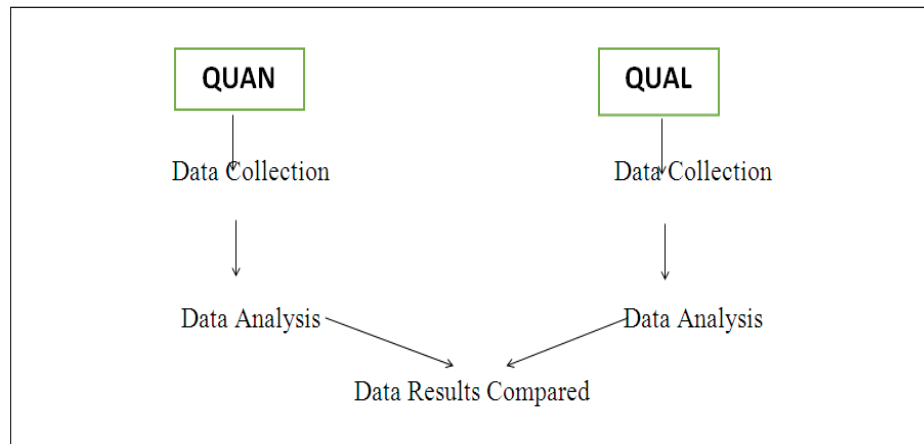 QUAN
QUAL
Data Collection
Data Collection
Data Analysis
Data Analysis
Data Results Compared